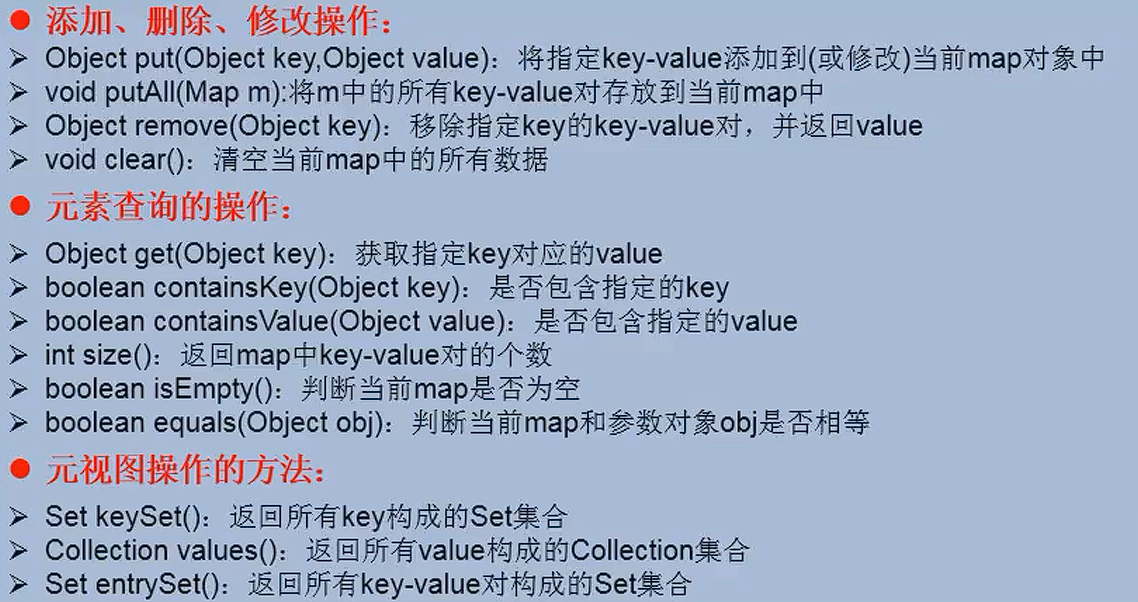 ● 添加、删除、修改操作：
➢ Object put(Object key,Object value)：将指定key-value添加到(或修改)当前map对象中
➢ void putAll(Map m):将m中的所有key-value对存放到当前map中
➢ Object remove(Object key)：移除指定key的key-value对，并返回value
➢ void clear()：清空当前map中的所有数据
● 元素查询的操作：
➢ Object get(Object key)：获取指定key对应的value
➢ boolean containsKey(Object key)：是否包含指定的key
➢ boolean containsValue(Object value)：是否包含指定的value
➢ int size()：返回map中key-value对的个数
➢ boolean isEmpty()：判断当前map是否为空
➢ boolean equals(Object obj)：判断当前map和参数对象obj是否相等
● 元视图操作的方法：
➢ Set keySet()：返回所有key构成的Set集合
➢ Collection values()：返回所有value构成的Collection集合
➢ Set entrySet()：返回所有key-value对构成的Set集合